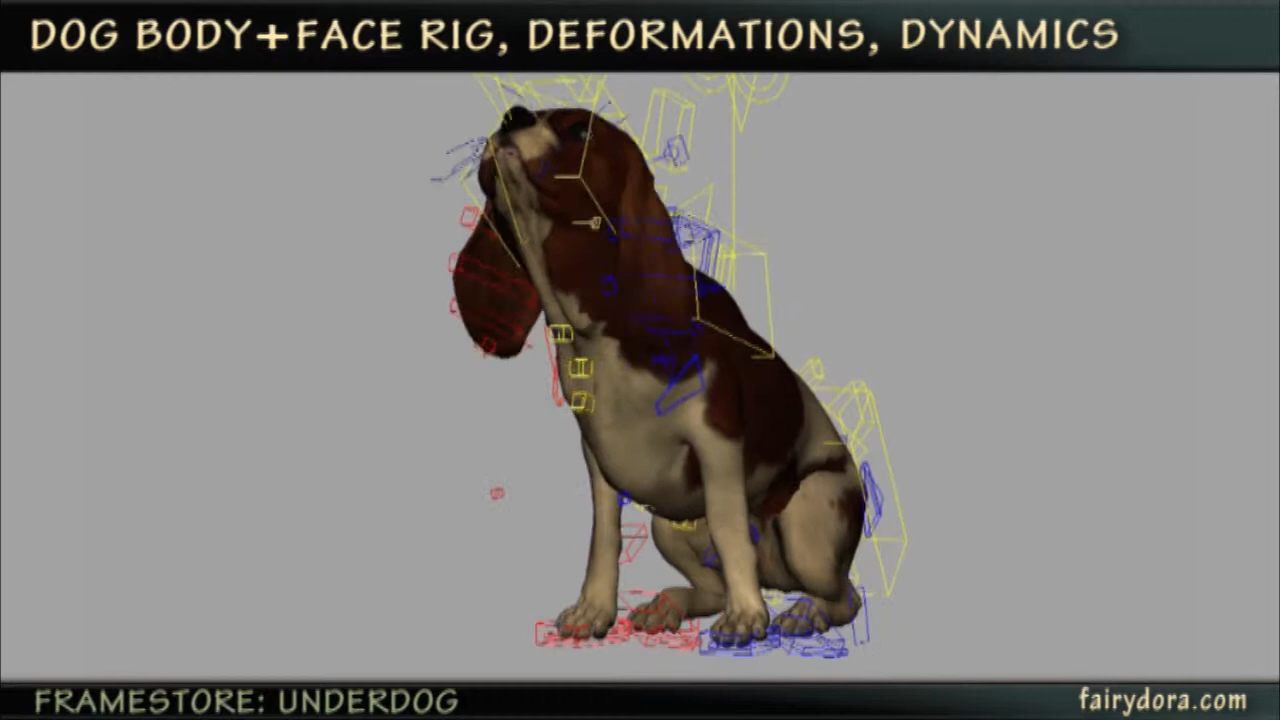 DOG BODY+FACE RIG, DEFORMATIONS, DYNAMICS
FRAMESTORE: UNDERDOG
fairydora.com